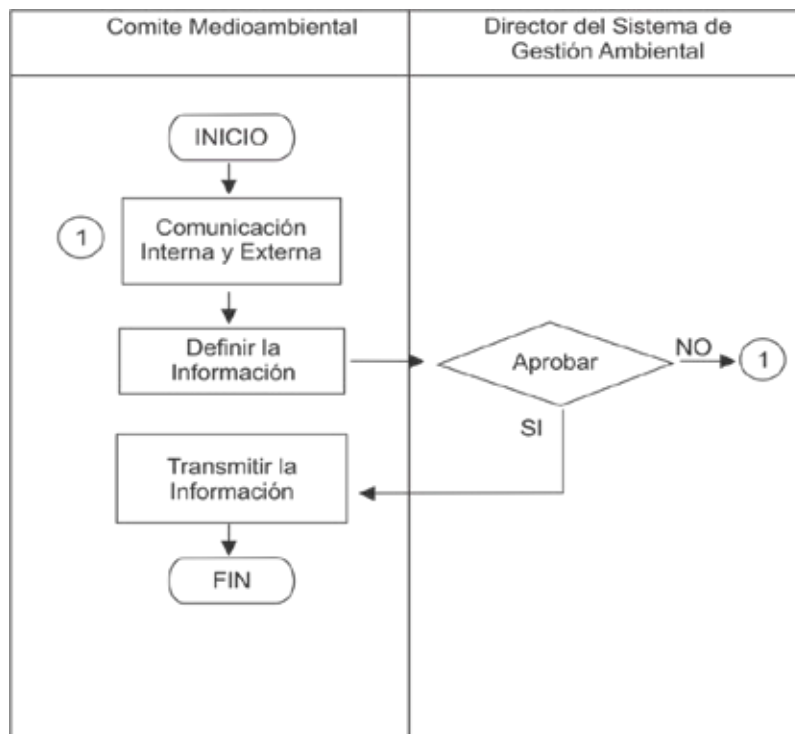 Comite Medioambiental
Director del Sistema de
Gestión Ambiental
INICIO
1
Comunicación
Interna y Externa
Definir la
Información
Aprobar
NO
1
SI
Transmitir la
Información
FIN